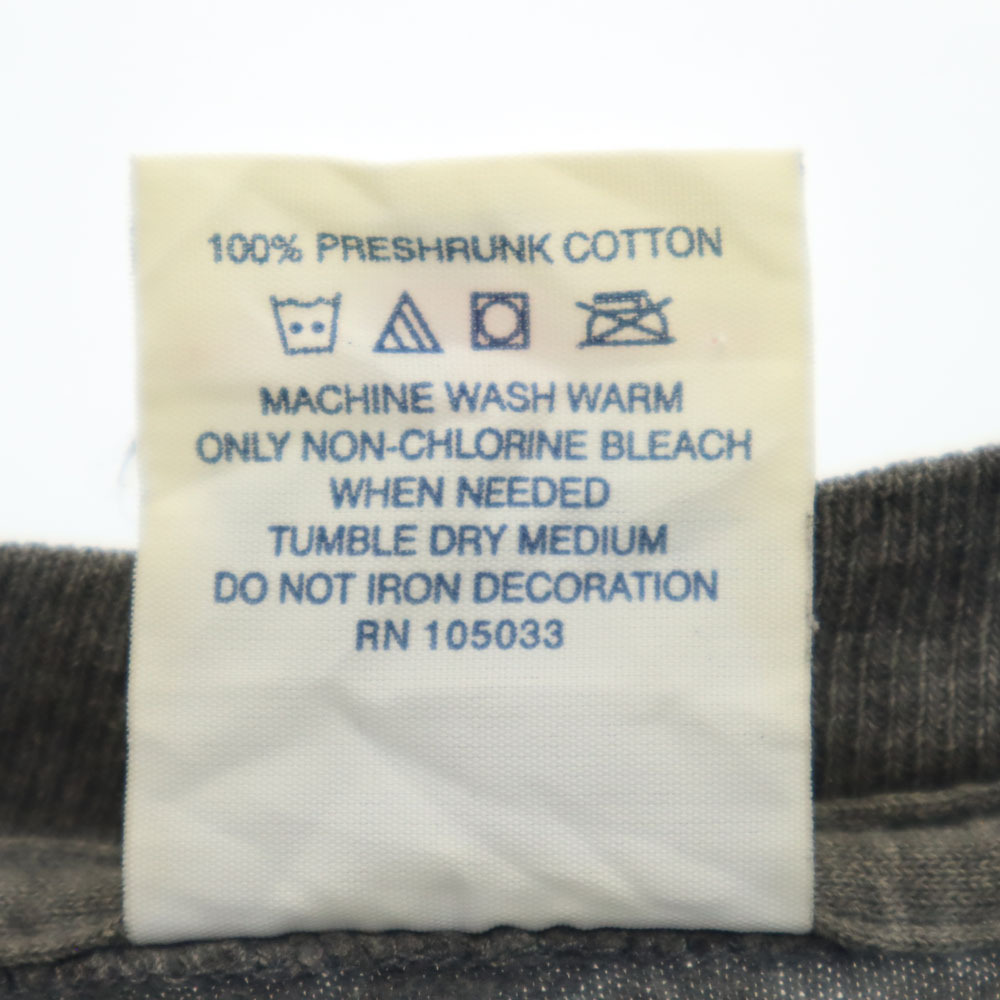 100% PRESHRUNK COTTON
MACHINE WASH WARM
ONLY NON-CHLORINE BLEACH
WHEN NEEDED
TUMBLE DRY MEDIUM
DO NOT IRON DECORATION
RN 105033